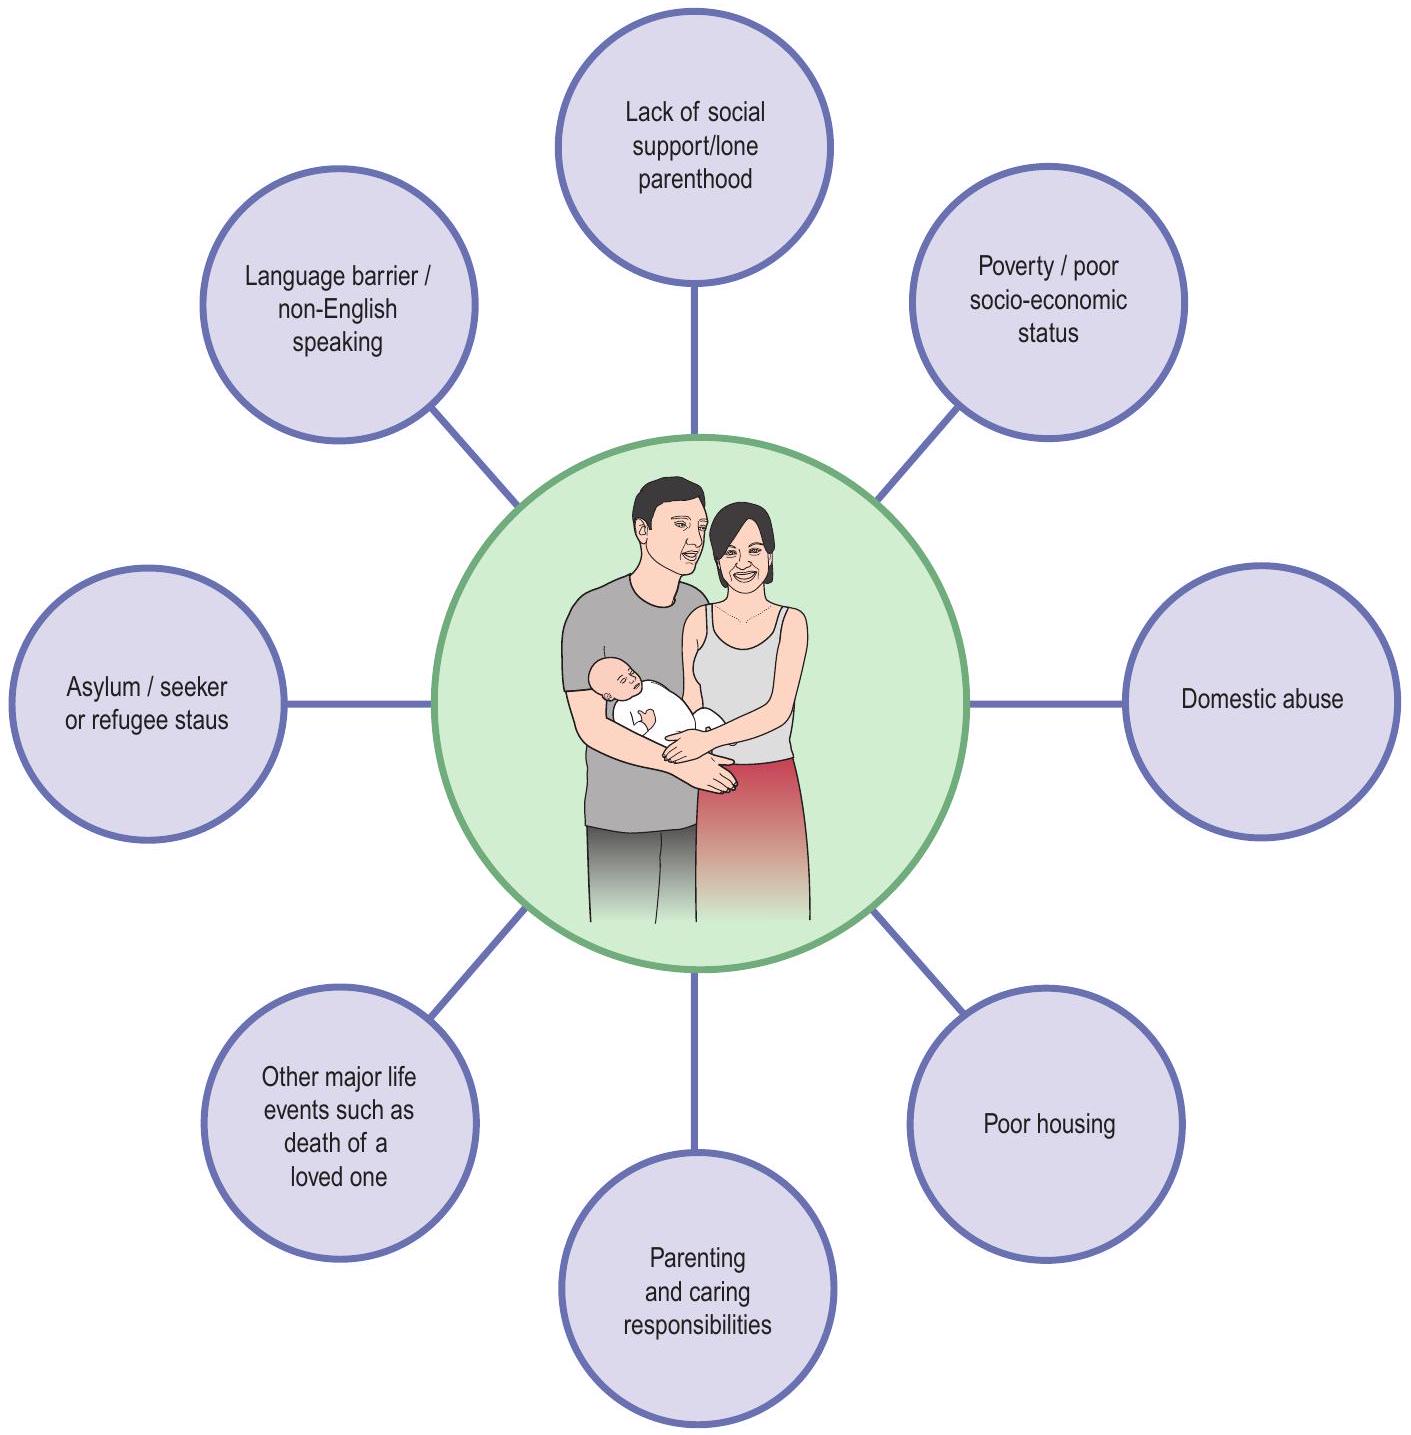 Lack of social
support/lone
parenthood
Poverty / poor
socio-economic
status
Domestic abuse
Poor housing
Parenting
and caring
responsibilities
Other major life
events such as
death of a
loved one
Asylum / seeker
or refugee staus
Language barrier /
non-English
speaking